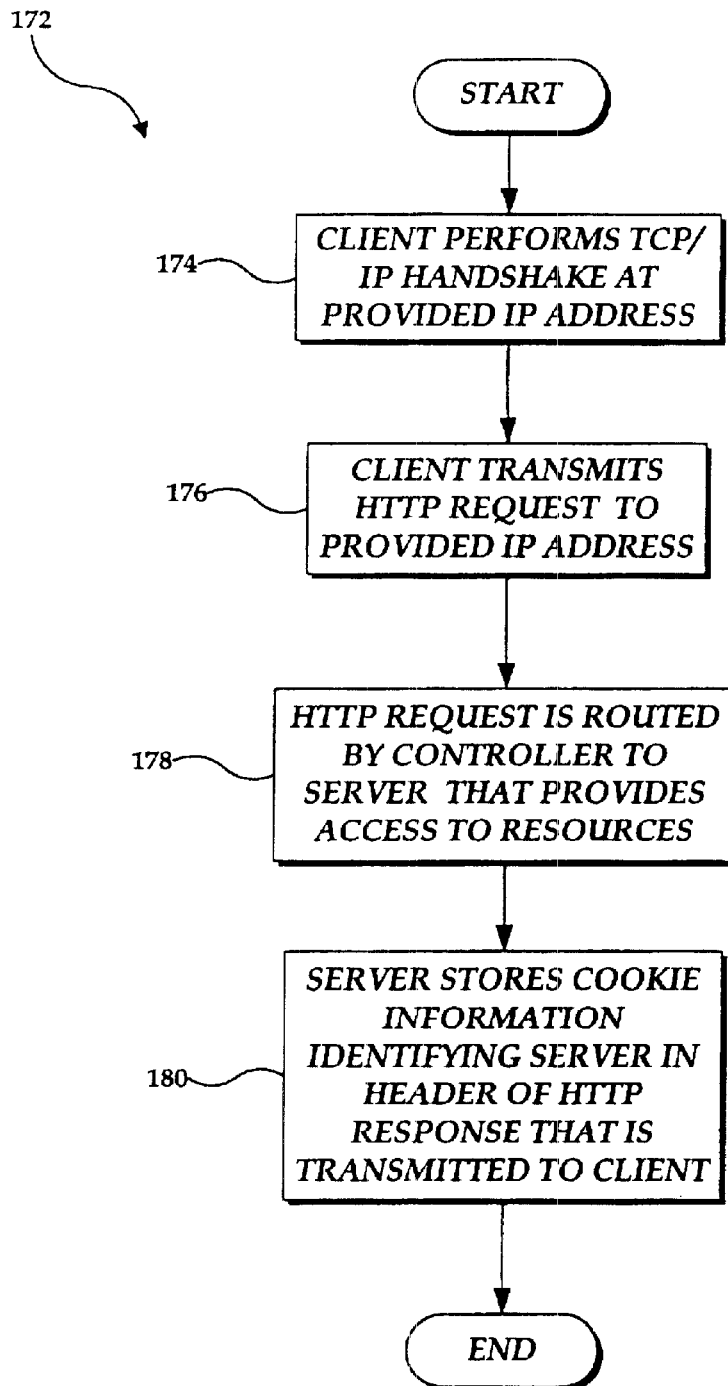 172
START
174
CLIENT PERFORMS TCP/
IP HANDSHAKE AT
PROVIDED IP ADDRESS
176
CLIENT TRANSMITS
HTTP REQUEST TO
PROVIDED IP ADDRESS
178
HTTP REQUEST IS ROUTED
BY CONTROLLER TO
SERVER THAT PROVIDES
ACCESS TO RESOURCES
180
SERVER STORES COOKIE
INFORMATION
IDENTIFYING SERVER IN
HEADER OF HTTP
RESPONSE THAT IS
TRANSMITTED TO CLIENT
END